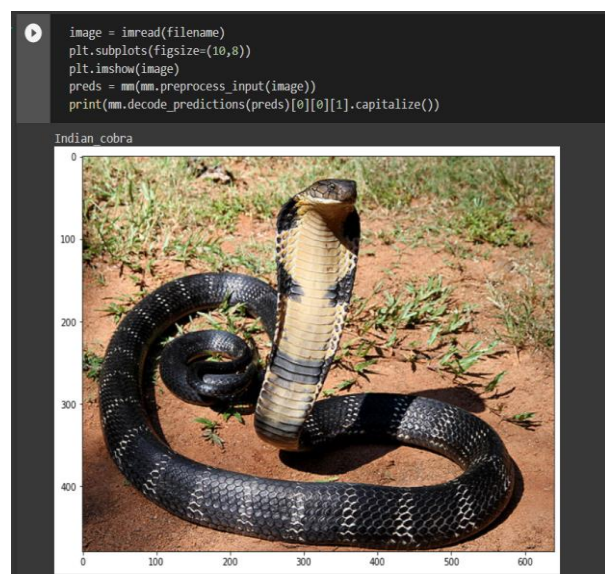 image = imread(filename)
plt.subplots(figsize=(10,8))
plt.imshow(image)
preds = mm(mm.preprocess_input(image))
print(mm.decode_predictions(preds)[0][0][1].capitalize())
Indian_cobra
0
100
200
300
400
0 100 200 300 400 500 600